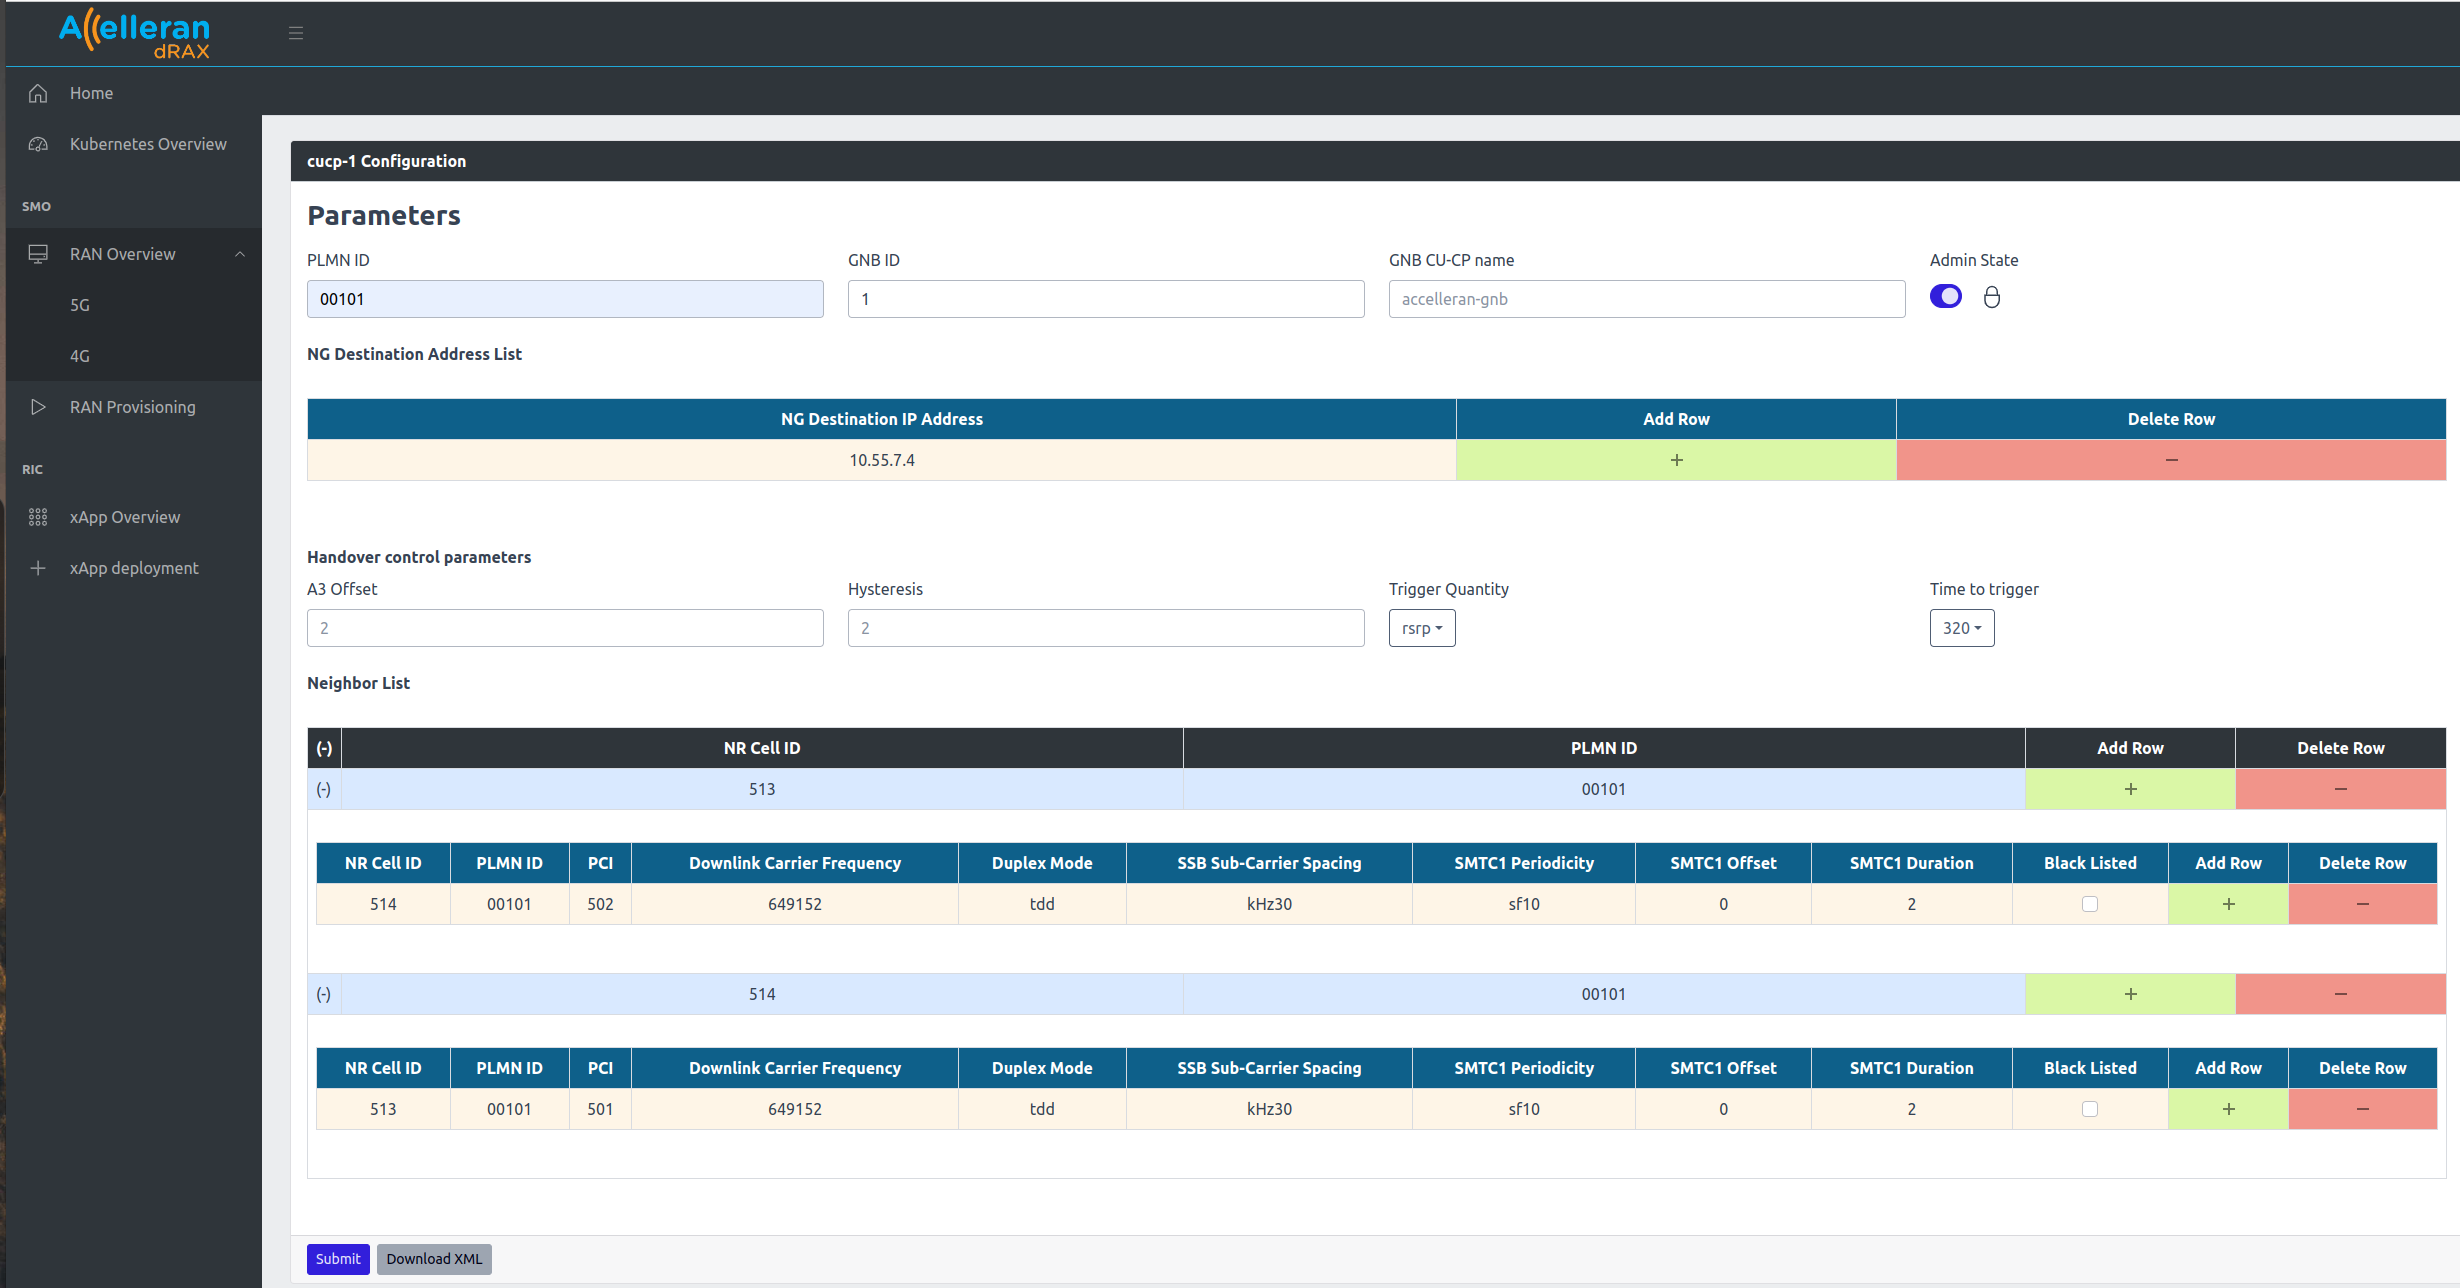 Accelleran
dRAX
Home
Kubernetes Overview
SMO
RAN Overview
5G
4G
RAN Provisioning
RIC
xApp Overview
xApp deployment
cucp-1 Configuration
Parameters
PLMN ID GNB ID GNB CU-CP name Admin State
00101 1 accelleran-gnb
NG Destination Address List
NG Destination IP Address Add Row Delete Row
10.55.7.4 + −
Handover control parameters
A3 Offset Hysteresis Trigger Quantity Time to trigger
2 2 rsrp 320
Neighbor List
(-) NR Cell ID PLMN ID Add Row Delete Row
(-) 513 00101 + −
NR Cell ID PLMN ID PCI Downlink Carrier Frequency Duplex Mode SSB Sub-Carrier Spacing SMTC1 Periodicity SMTC1 Offset SMTC1 Duration Black Listed Add Row Delete Row
514 00101 502 649152 tdd kHz30 sf10 0 2 + −
(-) 514 00101 + −
NR Cell ID PLMN ID PCI Downlink Carrier Frequency Duplex Mode SSB Sub-Carrier Spacing SMTC1 Periodicity SMTC1 Offset SMTC1 Duration Black Listed Add Row Delete Row
513 00101 501 649152 tdd kHz30 sf10 0 2 + −
Submit Download XML